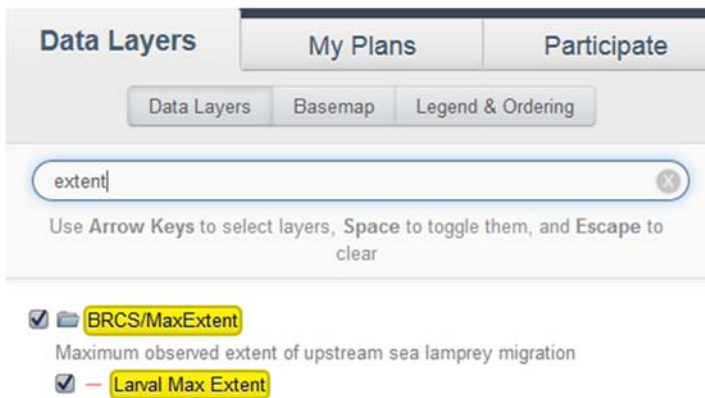 Data Layers My Plans Participate
Data Layers Basemap Legend & Ordering
extent
Use Arrow Keys to select layers, Space to toggle them, and Escape to
clear
BRCS/MaxExtent
Maximum observed extent of upstream sea lamprey migration
Larval Max Extent